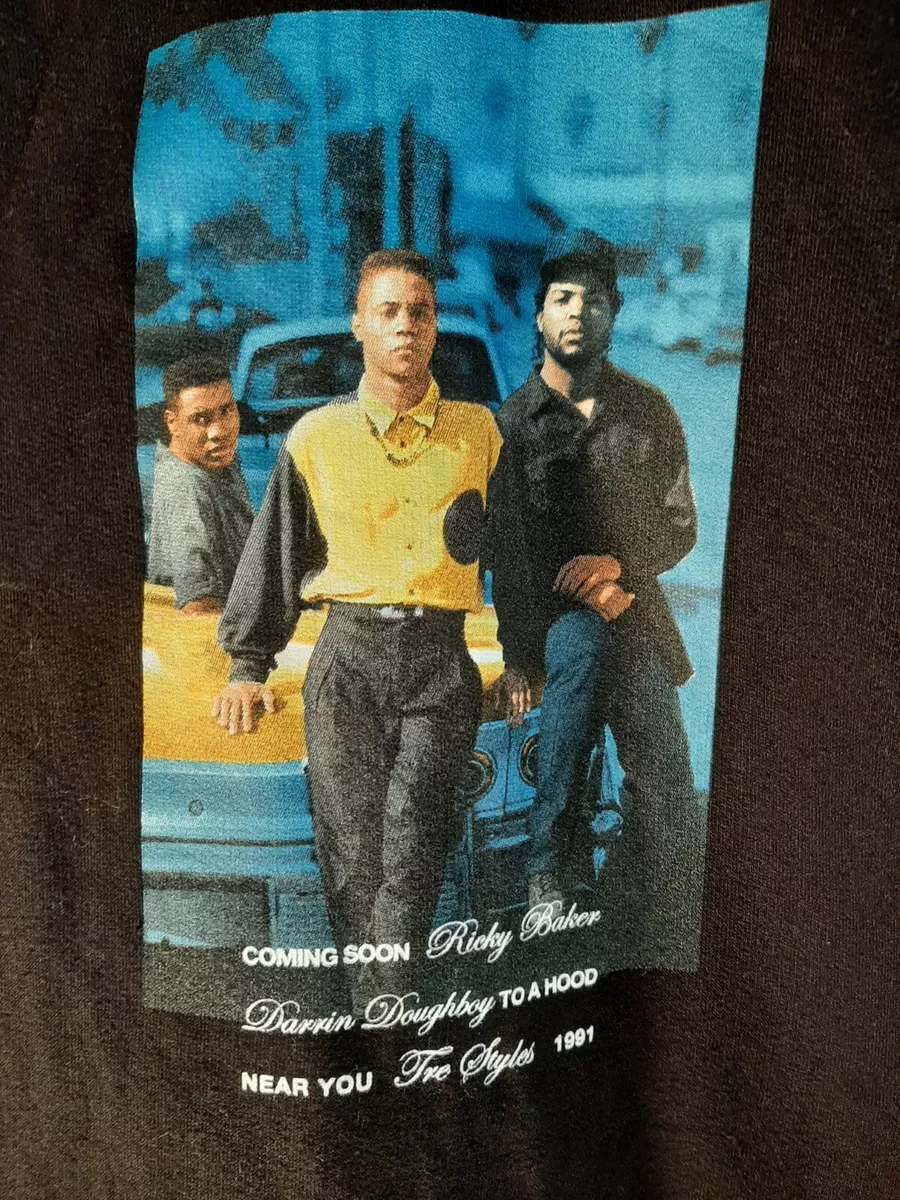 COMING SOON Ricky Baker
Darrin Doughboy TO A HOOD
NEAR YOU Tre Styles 1991